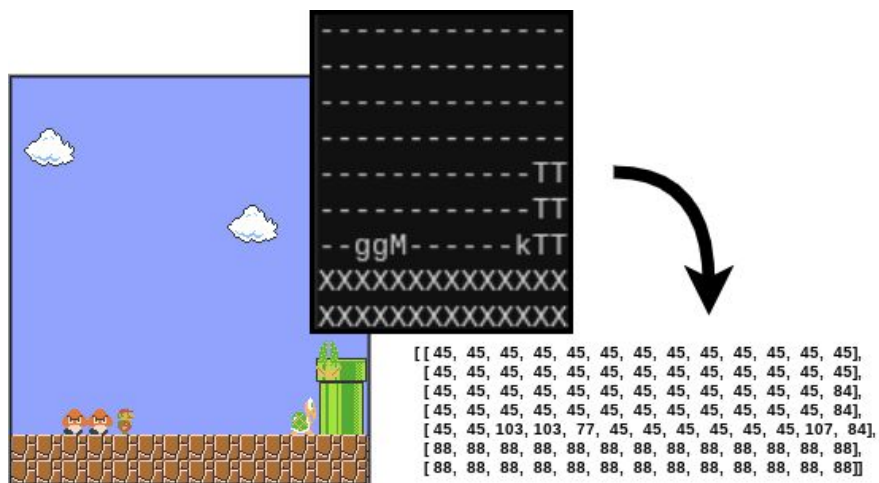 --------------
--------------
--------------
--------------
------------TT
------------TT
--ggM------kTT
XXXXXXXXXXXXXX
XXXXXXXXXXXXXX
[[ 45, 45, 45, 45, 45, 45, 45, 45, 45, 45, 45, 45, 45],
[ 45, 45, 45, 45, 45, 45, 45, 45, 45, 45, 45, 45, 45],
[ 45, 45, 45, 45, 45, 45, 45, 45, 45, 45, 45, 45, 84],
[ 45, 45, 45, 45, 45, 45, 45, 45, 45, 45, 45, 45, 84],
[ 45, 45, 103, 103, 77, 45, 45, 45, 45, 45, 45, 107, 84],
[ 88, 88, 88, 88, 88, 88, 88, 88, 88, 88, 88, 88, 88],
[ 88, 88, 88, 88, 88, 88, 88, 88, 88, 88, 88, 88, 88]]